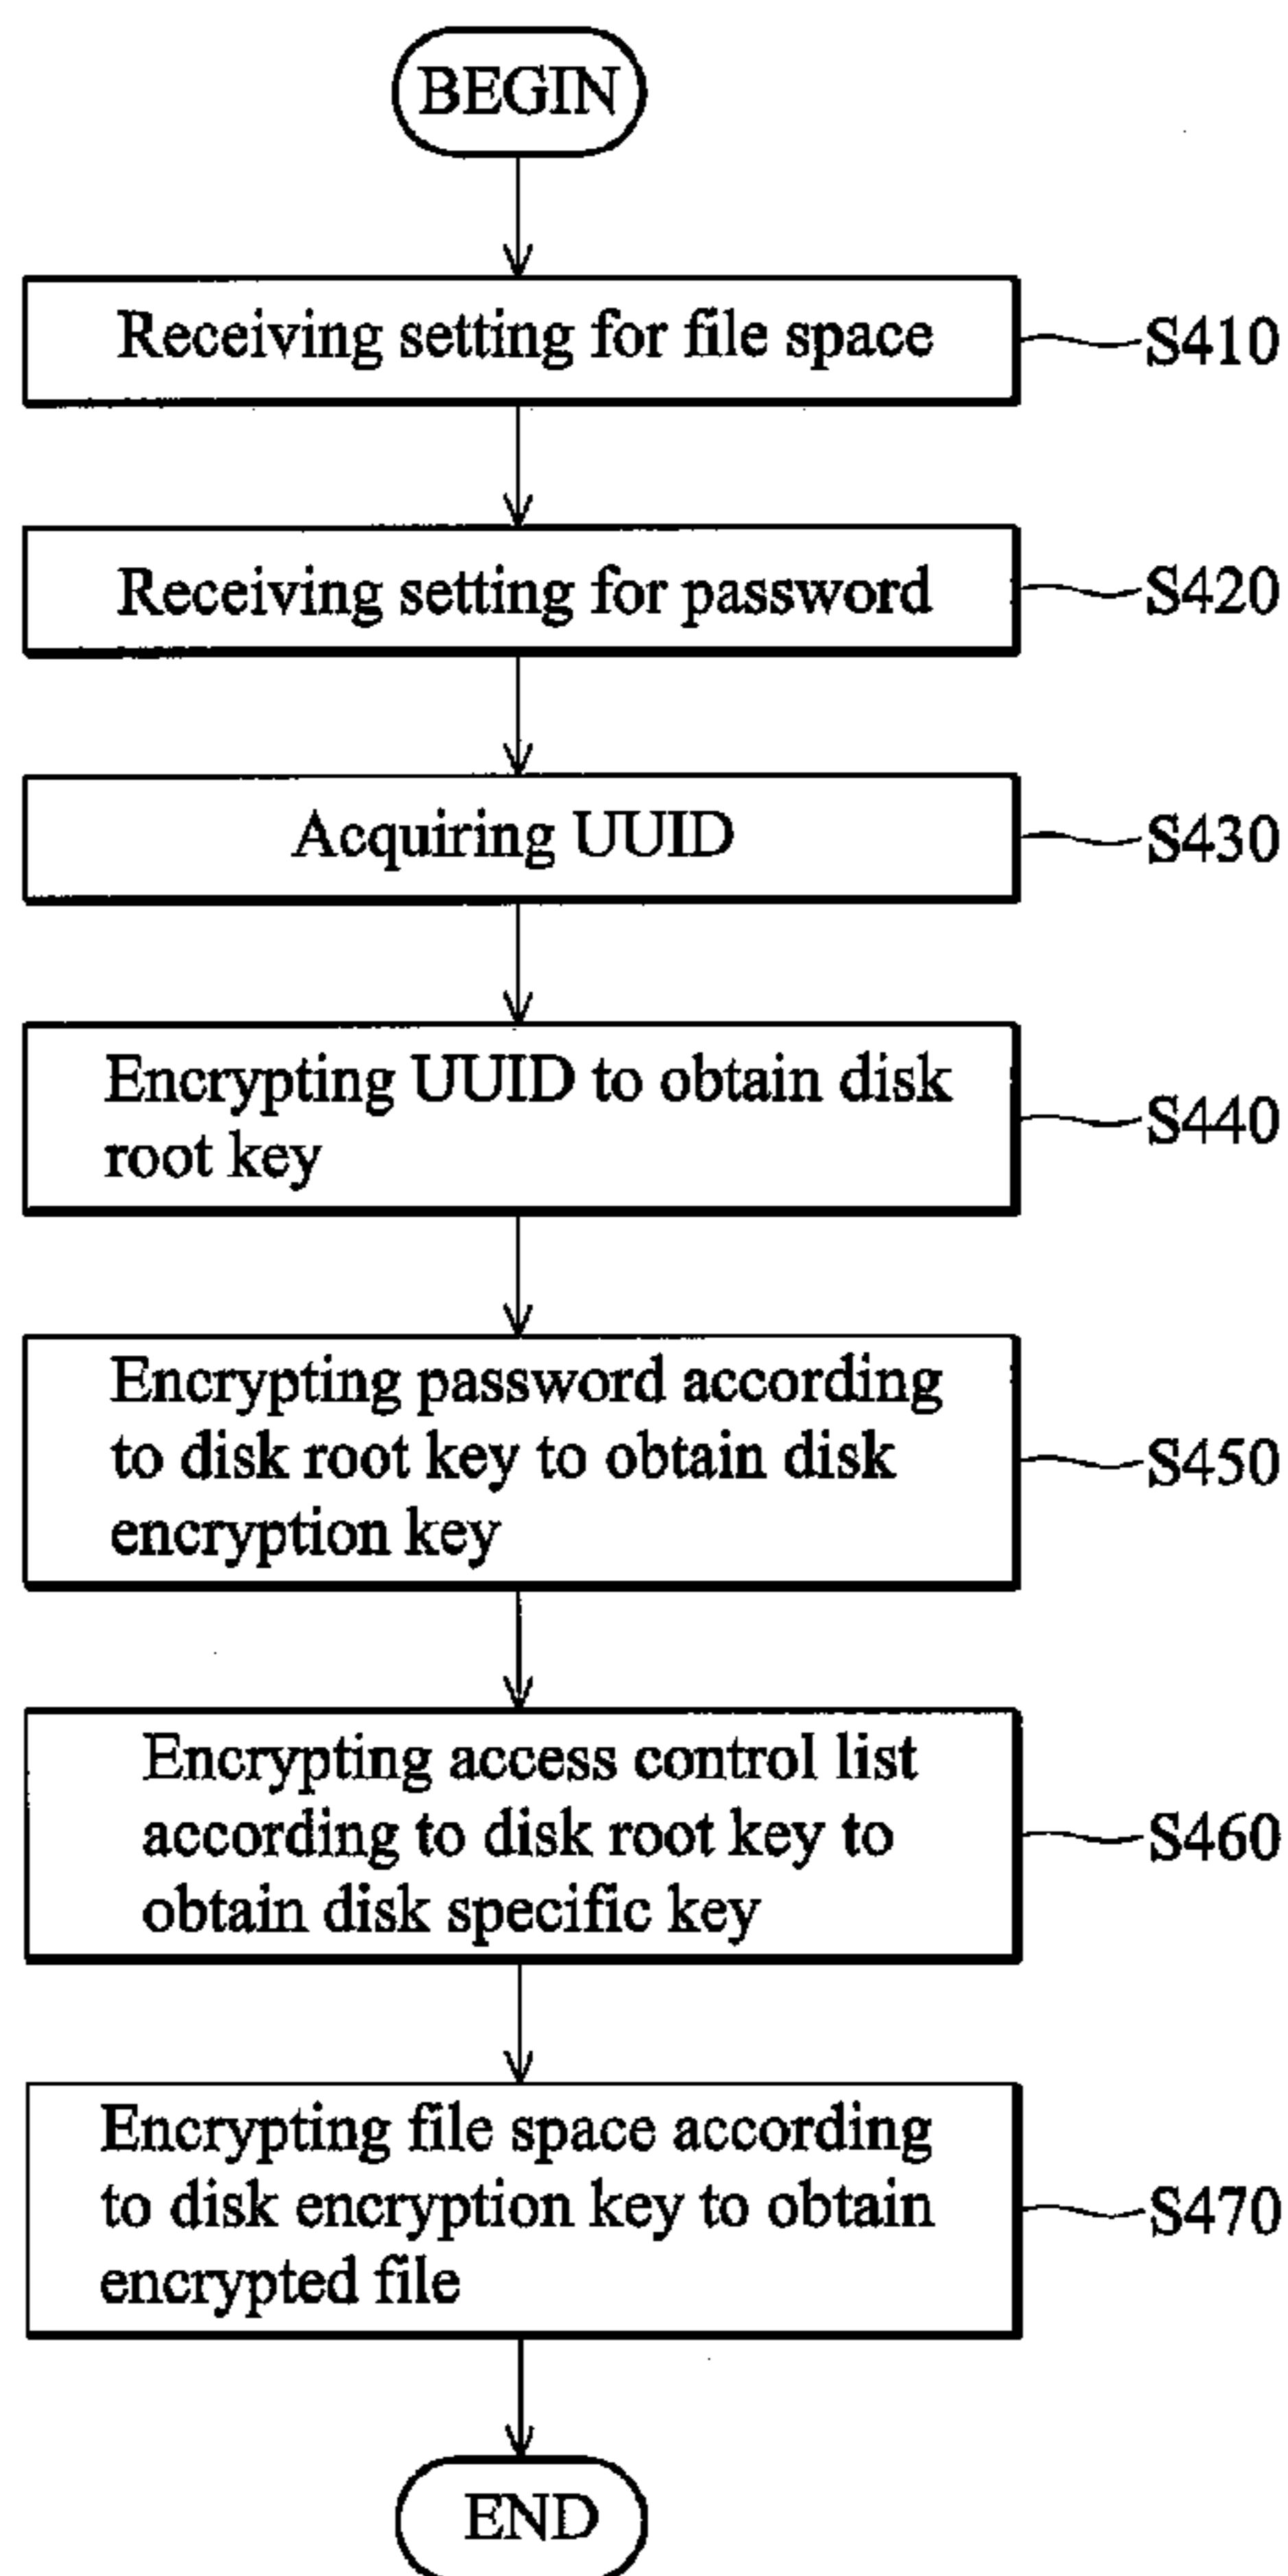 BEGIN
Receiving setting for file space
S410
Receiving setting for password
S420
Acquiring UUID
S430
Encrypting UUID to obtain disk
root key
S440
Encrypting password according
to disk root key to obtain disk
encryption key
S450
Encrypting access control list
according to disk root key to
obtain disk specific key
S460
Encrypting file space according
to disk encryption key to obtain
encrypted file
S470
END